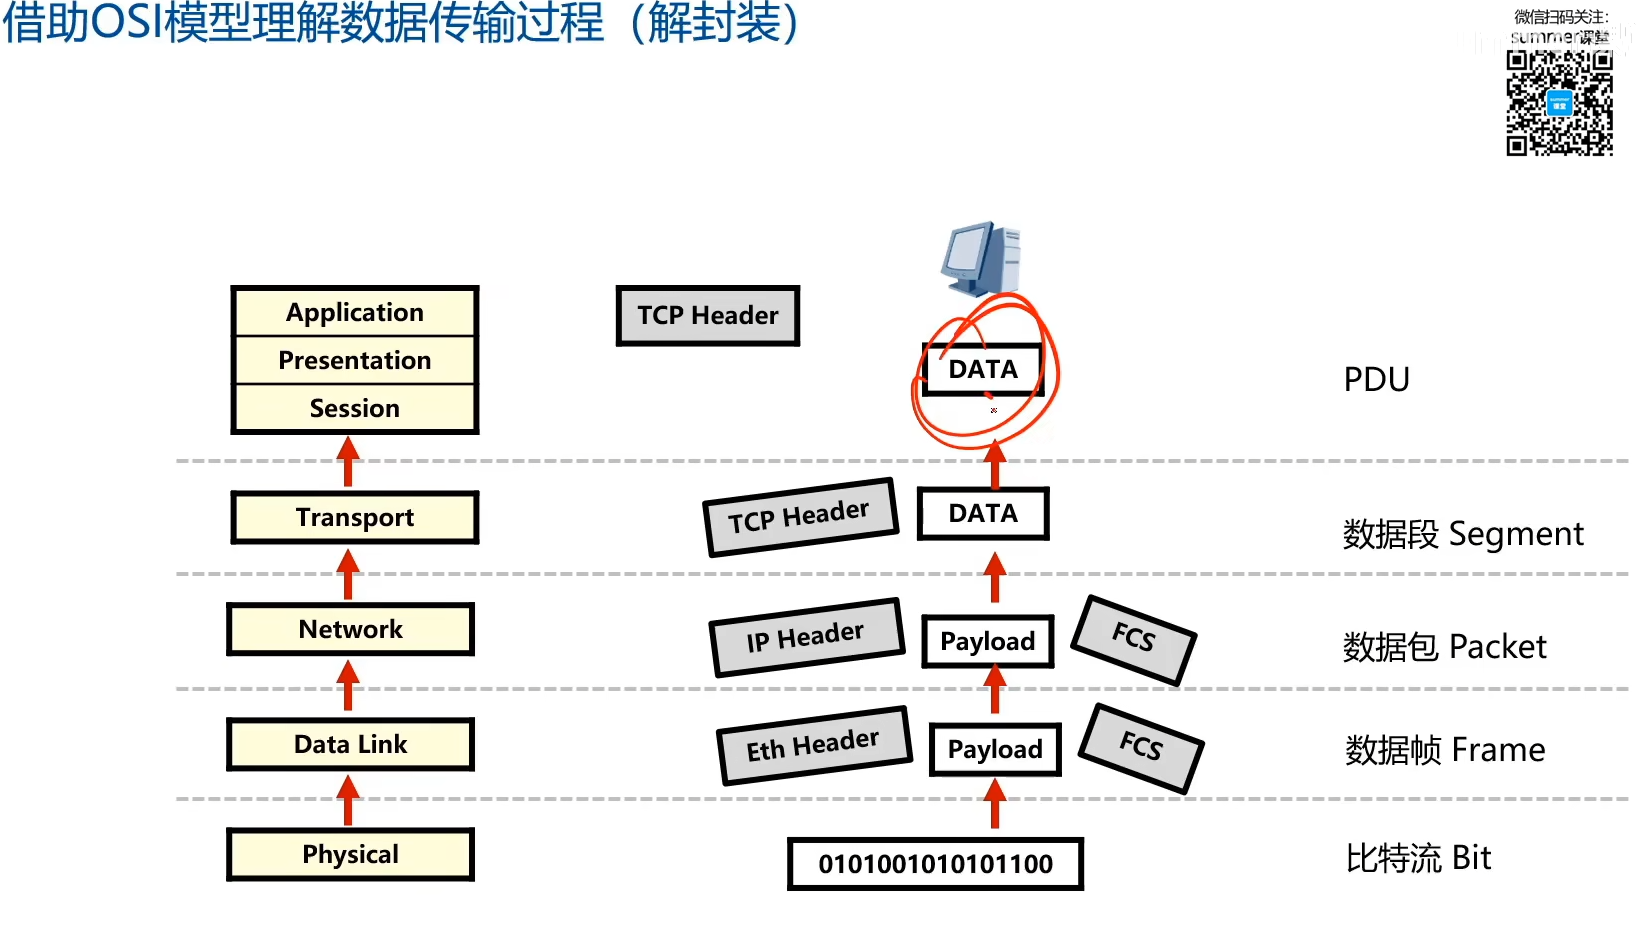 借助OSI模型理解数据传输过程（解封装）
微信扫码关注：
summer课堂
Application
TCP Header
Presentation
DATA
PDU
Session
Transport
TCP Header
DATA
数据段 Segment
Network
IP Header
Payload
FCS
数据包 Packet
Data Link
Eth Header
Payload
FCS
数据帧 Frame
Physical
0101001010101100
比特流 Bit